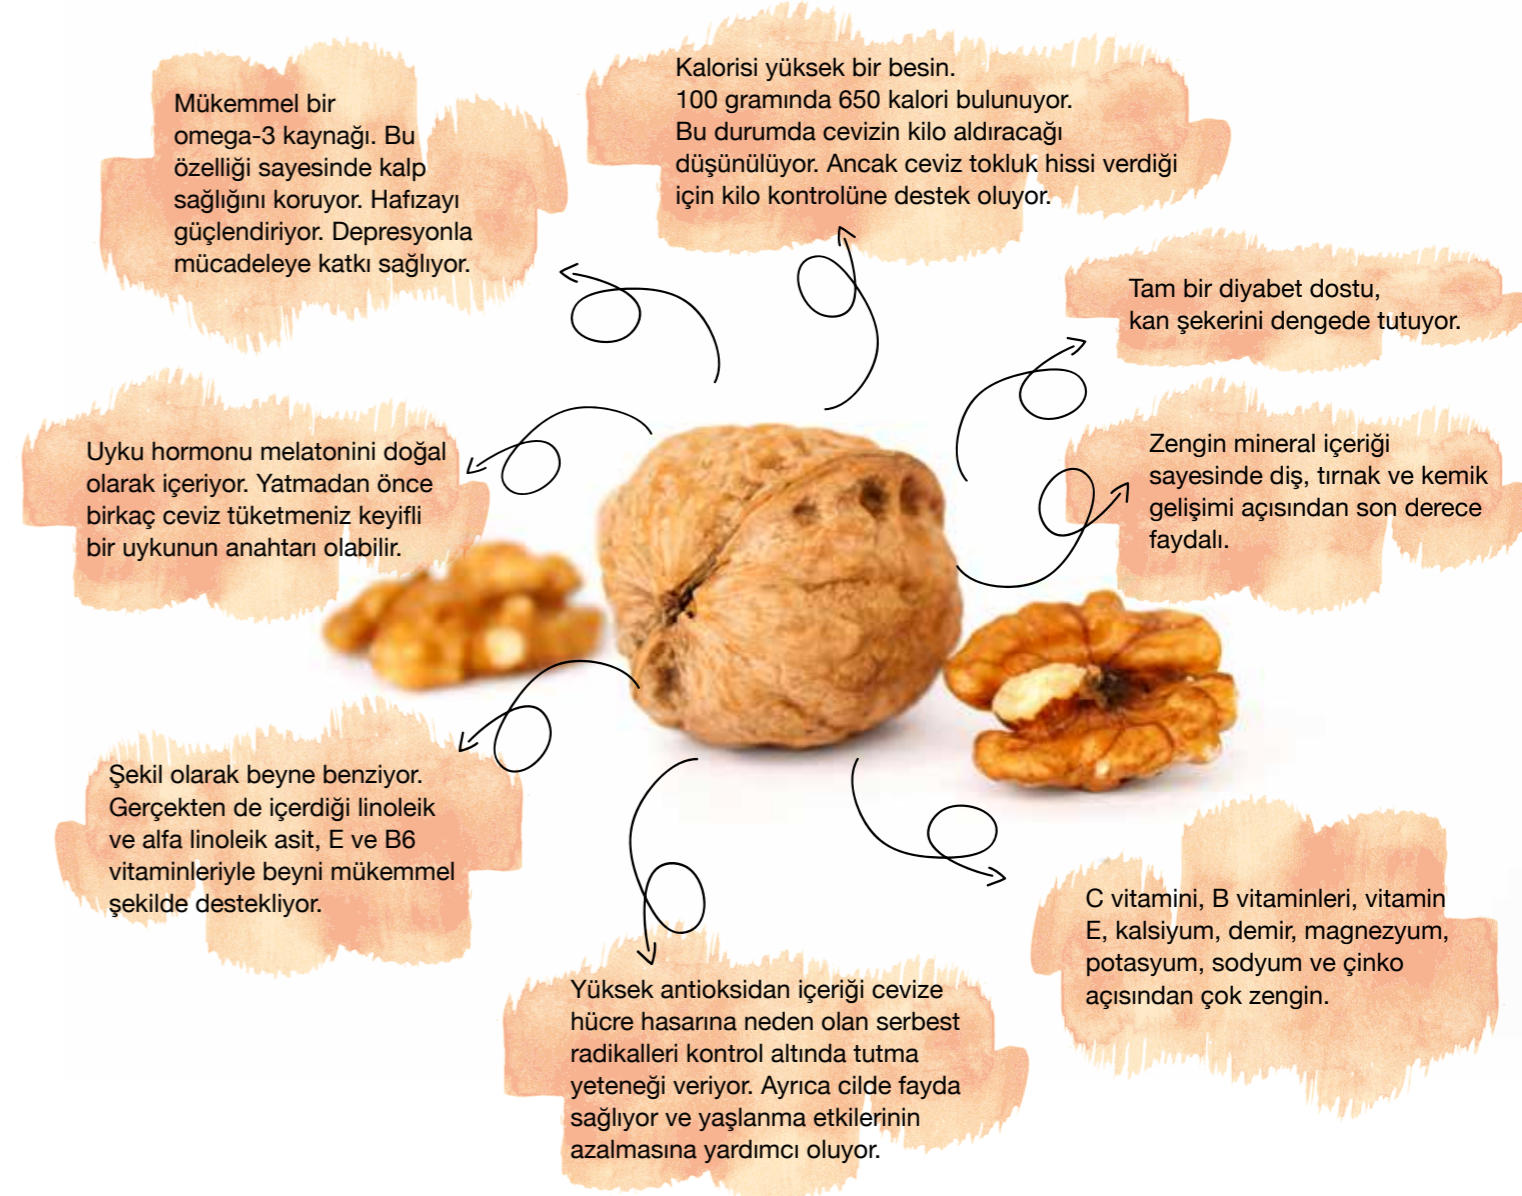 Mükemmel bir
omega-3 kaynağı. Bu
özelliği sayesinde kalp
sağlığını koruyor. Hafızayı
güçlendiriyor. Depresyonla
mücadeleye katkı sağlıyor.
Kalorisi yüksek bir besin.
100 gramında 650 kalori bulunuyor.
Bu durumda cevizin kilo aldıracağı
düşünülüyor. Ancak ceviz tokluk hissi verdiği
için kilo kontrolüne destek oluyor.
Tam bir diyabet dostu,
kan şekerini dengede tutuyor.
Uyku hormonu melatonini doğal
olarak içeriyor. Yatmadan önce
birkaç ceviz tüketmeniz keyifli
bir uykunun anahtarı olabilir.
Zengin mineral içeriği
sayesinde diş, tırnak ve kemik
gelişimi açısından son derece
faydalı.
Şekil olarak beyne benziyor.
Gerçekten de içerdiği linoleik
ve alfa linoleik asit, E ve B6
vitaminleriyle beyni mükemmel
şekilde destekliyor.
C vitamini, B vitaminleri, vitamin
E, kalsiyum, demir, magnezyum,
potasyum, sodyum ve çinko
açısından çok zengin.
Yüksek antioksidan içeriği cevize
hücre hasarına neden olan serbest
radikalleri kontrol altında tutma
yeteneği veriyor. Ayrıca cilde fayda
sağlıyor ve yaşlanma etkilerinin
azalmasına yardımcı oluyor.